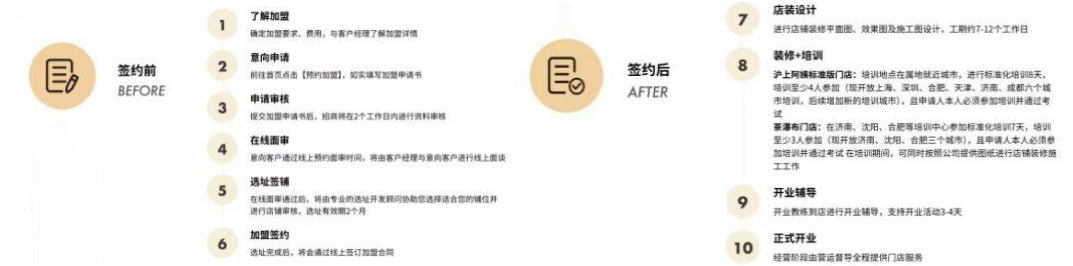 签约前
BEFORE
1
了解加盟
确定加盟要求、费用，与客户经理了解加盟详情
2
意向申请
前往首页点击【预约加盟】，如实填写加盟申请书
3
申请审核
提交加盟申请书后，招商将在2个工作日内进行资料审核
4
在线面审
意向客户通过线上预约面审时间，将由客户经理与意向客户进行线上面谈
5
选址签铺
在线面审通过后，将由专业的选址开发顾问协助您选择适合您的铺位并
进行店铺审核，选址有效期2个月
6
加盟签约
选址完成后，将会通过线上签订加盟合同
签约后
AFTER
7
店装设计
进行店铺装修平面图、效果图及施工图设计，工期约7-12个工作日
8
装修+培训
沪上阿姨标准版门店：培训地点在属地就近城市，进行标准化培训8天，
培训至少4人参加（现开放上海、深圳、合肥、天津、济南、成都六个城
市培训，后续增加新的培训城市），且申请人本人必须参加培训并通过考
试
茶瀑布门店：在济南、沈阳、合肥等培训中心参加标准化培训7天，培训
至少3人参加（现开放济南、沈阳、合肥三个城市），且申请人本人必须参
加培训并通过考试 在培训期间，可同时按照公司提供图纸进行店铺装修施
工工作
9
开业辅导
开业教练到店进行开业辅导，支持开业活动3-4天
10
正式开业
经营阶段由营运督导全程提供门店服务